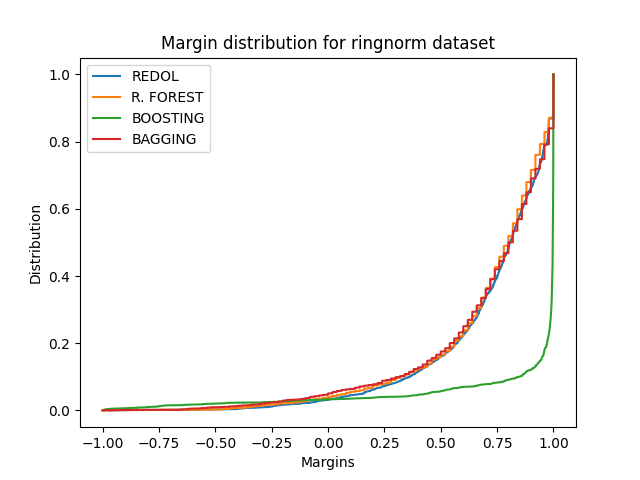 Margin distribution for ringnorm dataset
REDOL
R. FOREST
BOOSTING
BAGGING
Distribution
1.0
0.8
0.6
0.4
0.2
0.0
−1.00 −0.75 −0.50 −0.25 0.00 0.25 0.50 0.75 1.00
Margins